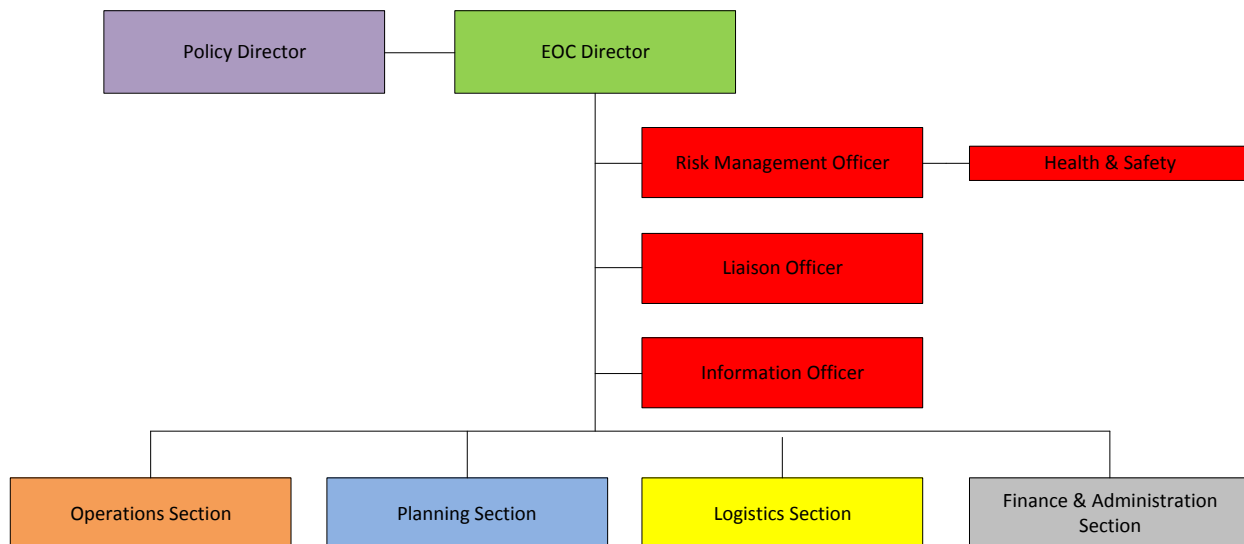 Policy Director
EOC Director
Risk Management Officer
Health & Safety
Liaison Officer
Information Officer
Operations Section
Planning Section
Logistics Section
Finance & Administration
Section